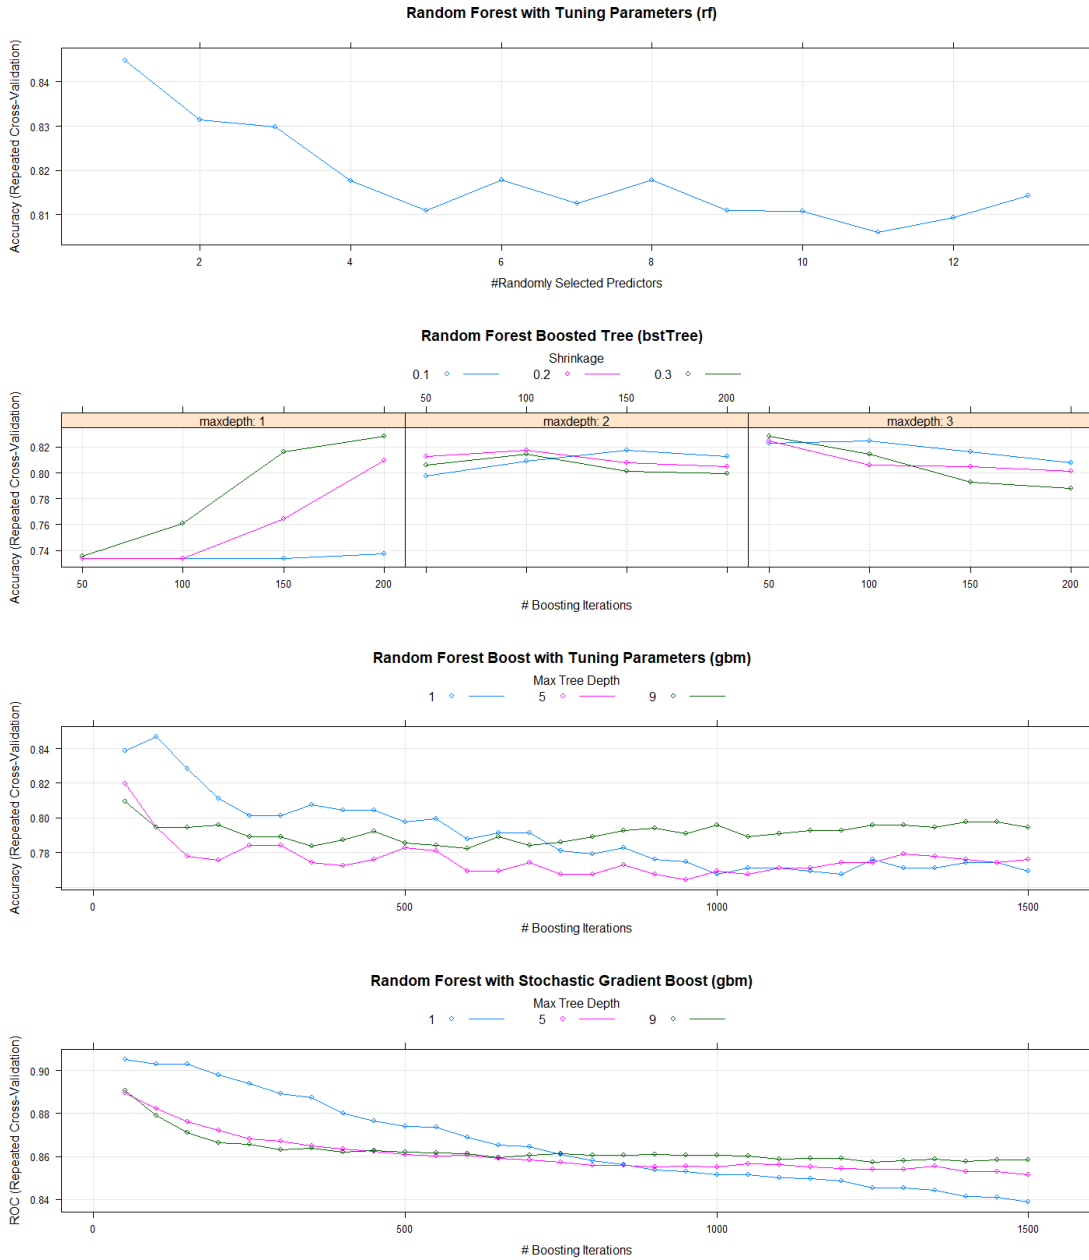 Random Forest with Tuning Parameters (rf)
2 4 6 8 10 12
Accuracy (Repeated Cross-Validation)
0.84
0.83
0.82
0.81
2 4 6 8 10 12
#Randomly Selected Predictors
Random Forest Boosted Tree (bstTree)
Shrinkage
0.1 0.2 0.3
50 100 150 200
maxdepth: 1 maxdepth: 2 maxdepth: 3
Accuracy (Repeated Cross-Validation)
0.82
0.80
0.78
0.76
0.74
50 100 150 200 50 100 150 200
# Boosting Iterations
Random Forest Boost with Tuning Parameters (gbm)
Max Tree Depth
1 5 9
Accuracy (Repeated Cross-Validation)
0.84
0.82
0.80
0.78
0 500 1000 1500
# Boosting Iterations
Random Forest with Stochastic Gradient Boost (gbm)
Max Tree Depth
1 5 9
ROC (Repeated Cross-Validation)
0.90
0.88
0.86
0.84
0 500 1000 1500
# Boosting Iterations